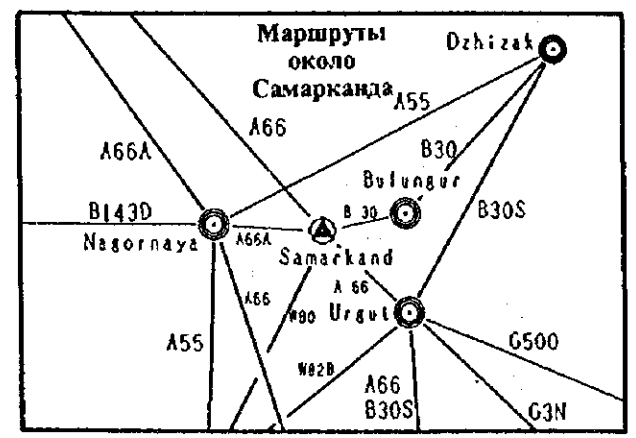 Маршруты
около
Самарканда
Dzhizak
A55
A66
A66A
B30
Bulungur
B30S
B143D
B 30
Nagornaya
A66A
Samarkand
A 66
A66
W80
Urgut
A55
G500
W82B
A66
B30S
G3N